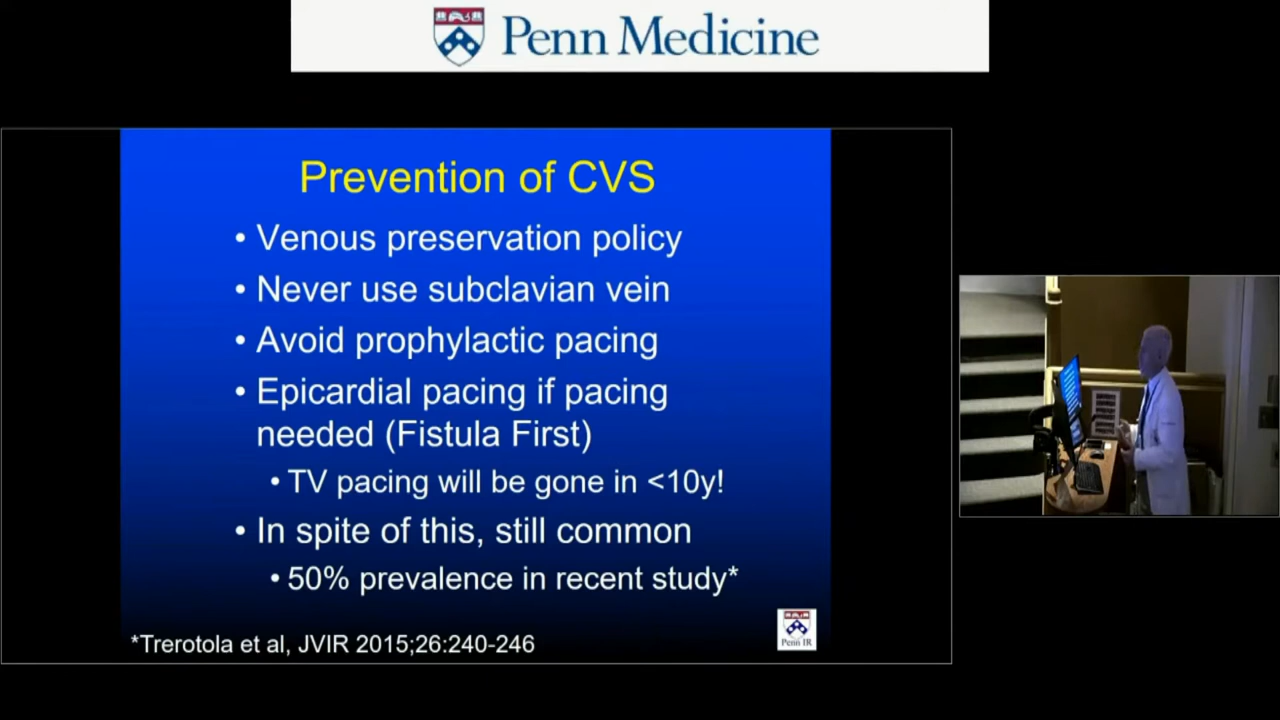 Penn Medicine
Prevention of CVS
• Venous preservation policy
• Never use subclavian vein
• Avoid prophylactic pacing
• Epicardial pacing if pacing
needed (Fistula First)
• TV pacing will be gone in <10y!
• In spite of this, still common
• 50% prevalence in recent study*
*Trerotola et al, JVIR 2015;26:240-246
Penn IR